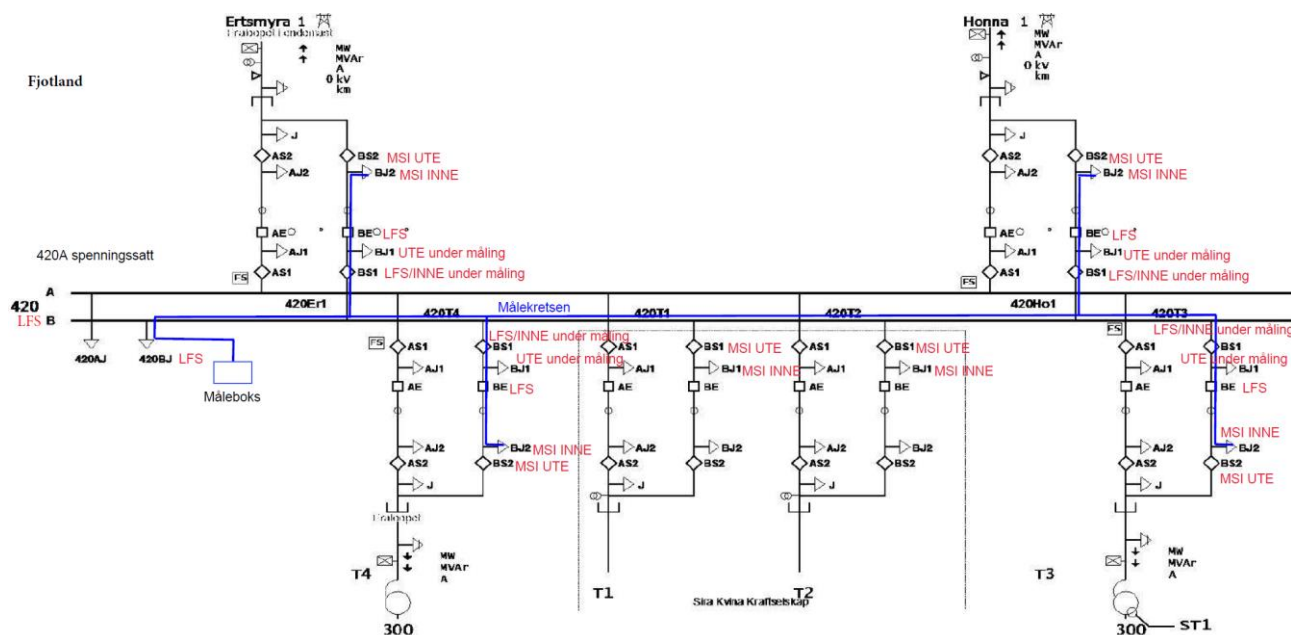 Ertsmyra 1
MW
MVAr
A
0 kV
km
Honna 1
MW
MVAr
A
0 kV
km
Fjotland
J
AS2
BS2 MSI UTE
AJ2
BJ2 MSI INNE
AE
BE LFS
AJ1
BJ1 UTE under måling
FS
AS1
BS1 LFS/INNE under måling
J
AS2
BS2 MSI UTE
AJ2
BJ2 MSI INNE
AE
BE LFS
AJ1
BJ1 UTE under måling
FS
AS1
BS1 LFS/INNE under måling
420A spenningssatt
A
420
LFS B
420Er1
Målekretsen
420T4
420T1
420T2
420Ho1
420T3
420AJ
420BJ LFS
Måleboks
FS
AS1
BS1 LFS/INNE under måling
AJ1
BJ1 UTE under måling
AE
BE LFS
AJ2
BJ2 MSI INNE
AS2
BS2 MSI UTE
J
AS1
BS1 MSI UTE
AJ1
BJ1 MSI INNE
AE
BE
AJ2
BJ2
AS2
BS2
J
AS1
BS1 MSI UTE
AJ1
BJ1 MSI INNE
AE
BE
AJ2
BJ2
AS2
BS2
J
FS
AS1
BS1 LFS/INNE under måling
AJ1
BJ1 UTE under måling
AE
BE LFS
AJ2
BJ2 MSI INNE
AS2
BS2 MSI UTE
J
MW
MVAr
A
T4
300
T1
T2
Sira Kvina Kraftselskap
T3
MW
MVAr
A
300
ST1